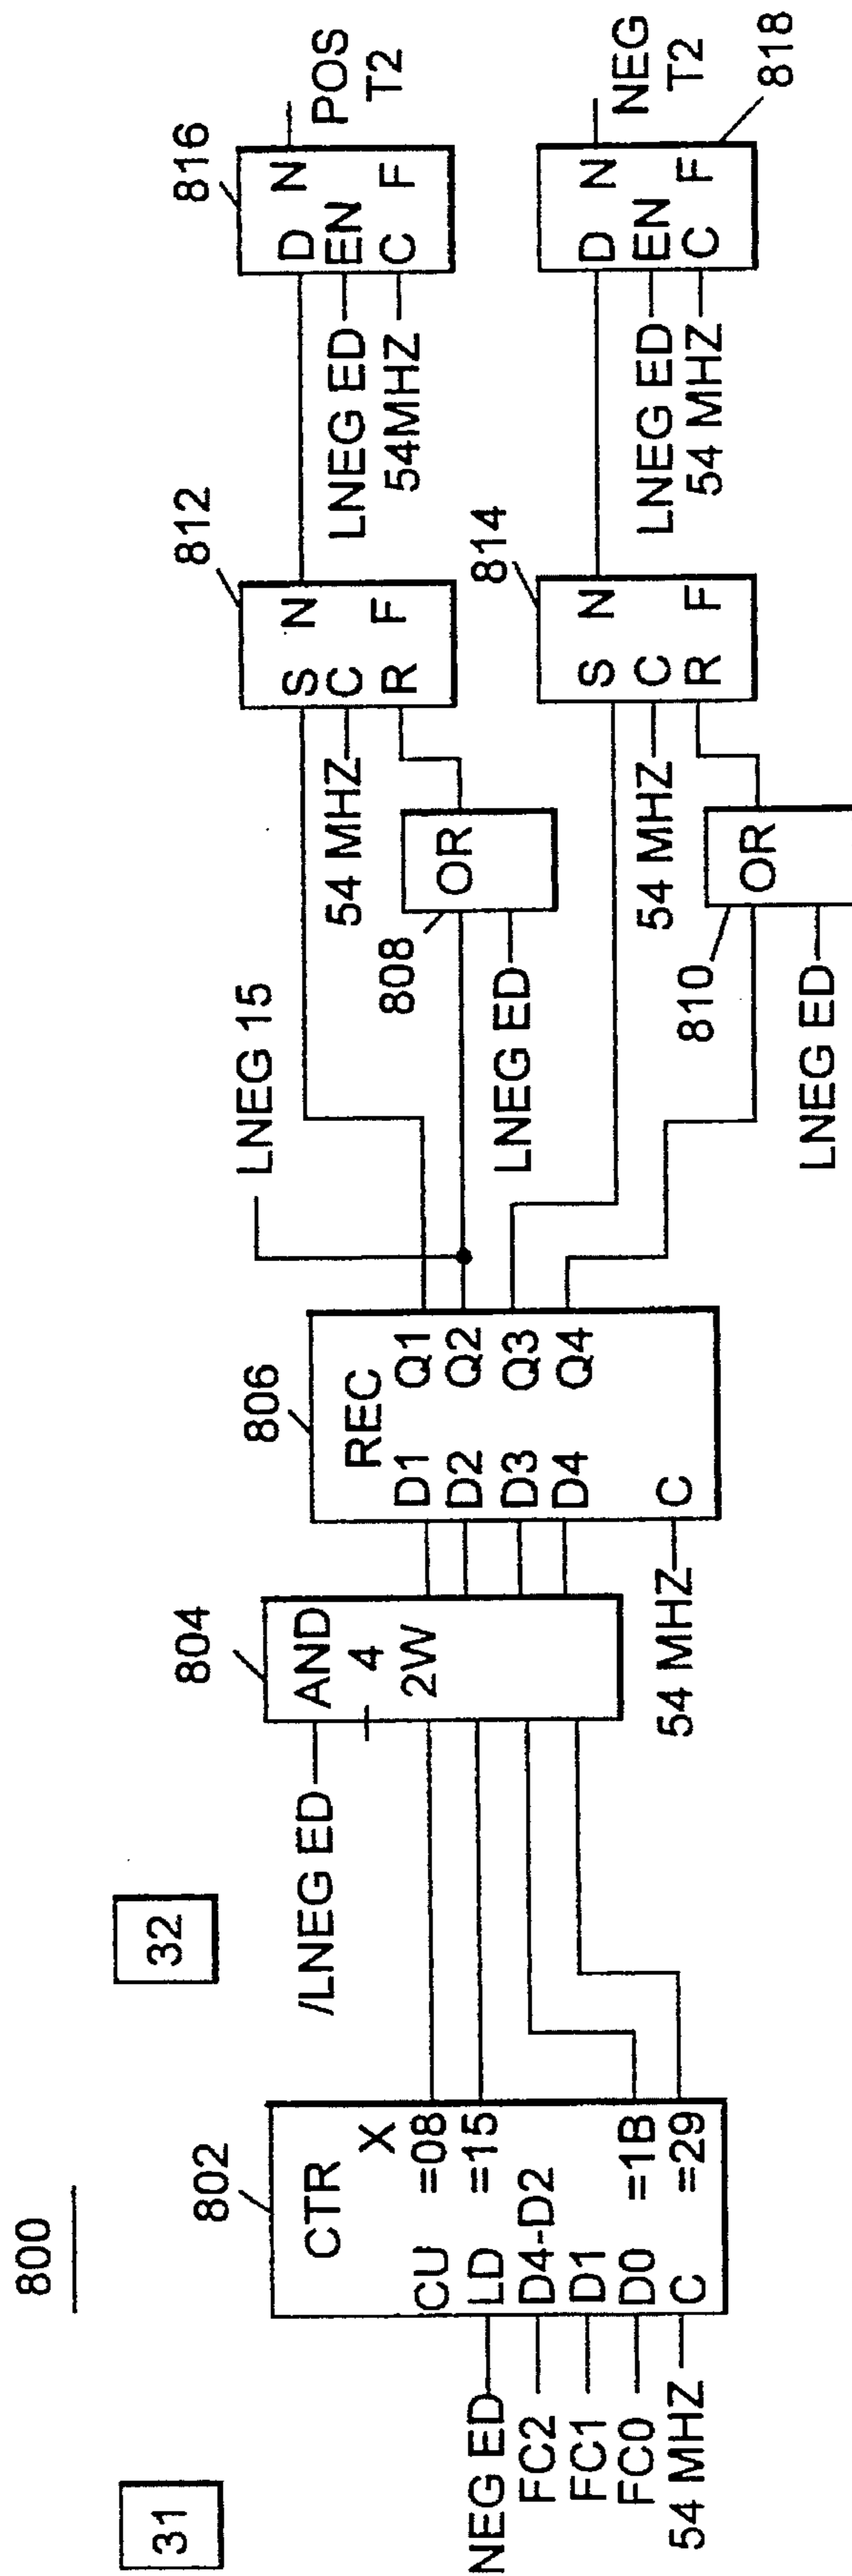 800
31
32
802
CTR
X
CU =08
LD =15
D4-D2
D1
D0 =1B
C =29
NEG ED
FC2
FC1
FC0
54 MHZ
/LNEG ED
804
AND
4
2W
806
REC
D1 Q1
D2 Q2
D3 Q3
D4 Q4
C
54 MHZ
LNEG 15
808
OR
LNEG ED
810
OR
LNEG ED
812
S N
C
R F
54 MHZ
814
S N
C
R F
54 MHZ
816
D N
EN
C F
LNEG ED
54MHZ
POS
T2
818
D N
EN
C F
LNEG ED
54 MHZ
NEG
T2